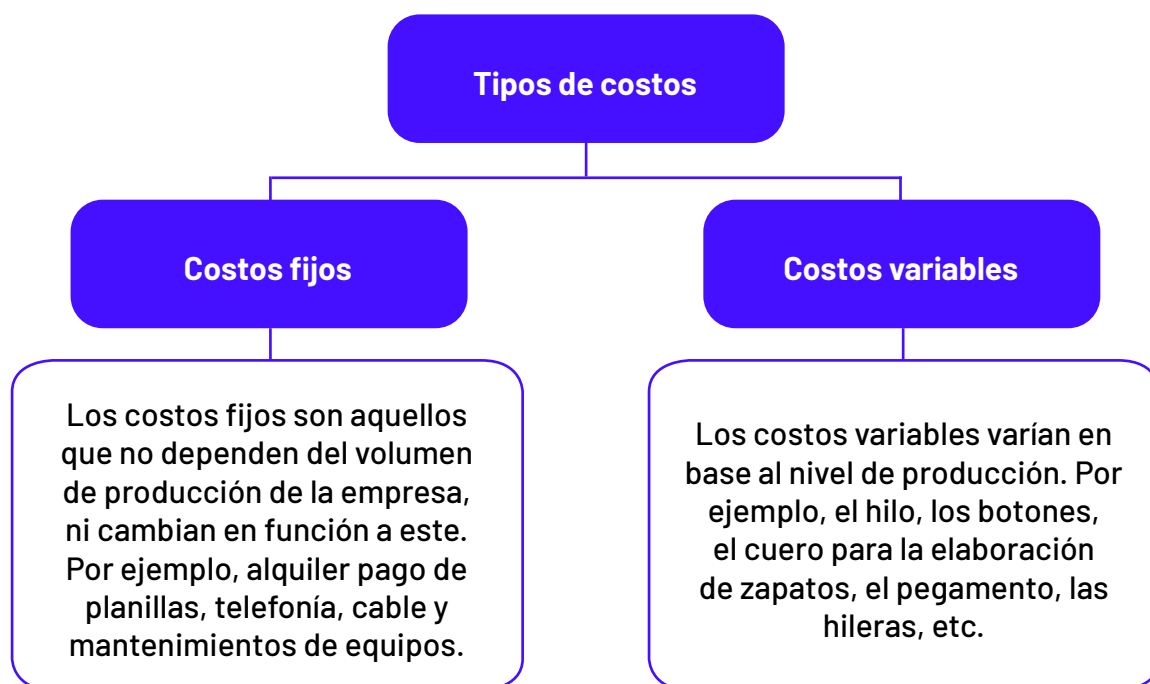 Tipos de costos
Costos fijos
Costos variables
Los costos fijos son aquellos
que no dependen del volumen
de producción de la empresa,
ni cambian en función a este.
Por ejemplo, alquiler pago de
planillas, telefonía, cable y
mantenimientos de equipos.
Los costos variables varían en
base al nivel de producción. Por
ejemplo, el hilo, los botones,
el cuero para la elaboración
de zapatos, el pegamento, las
hileras, etc.